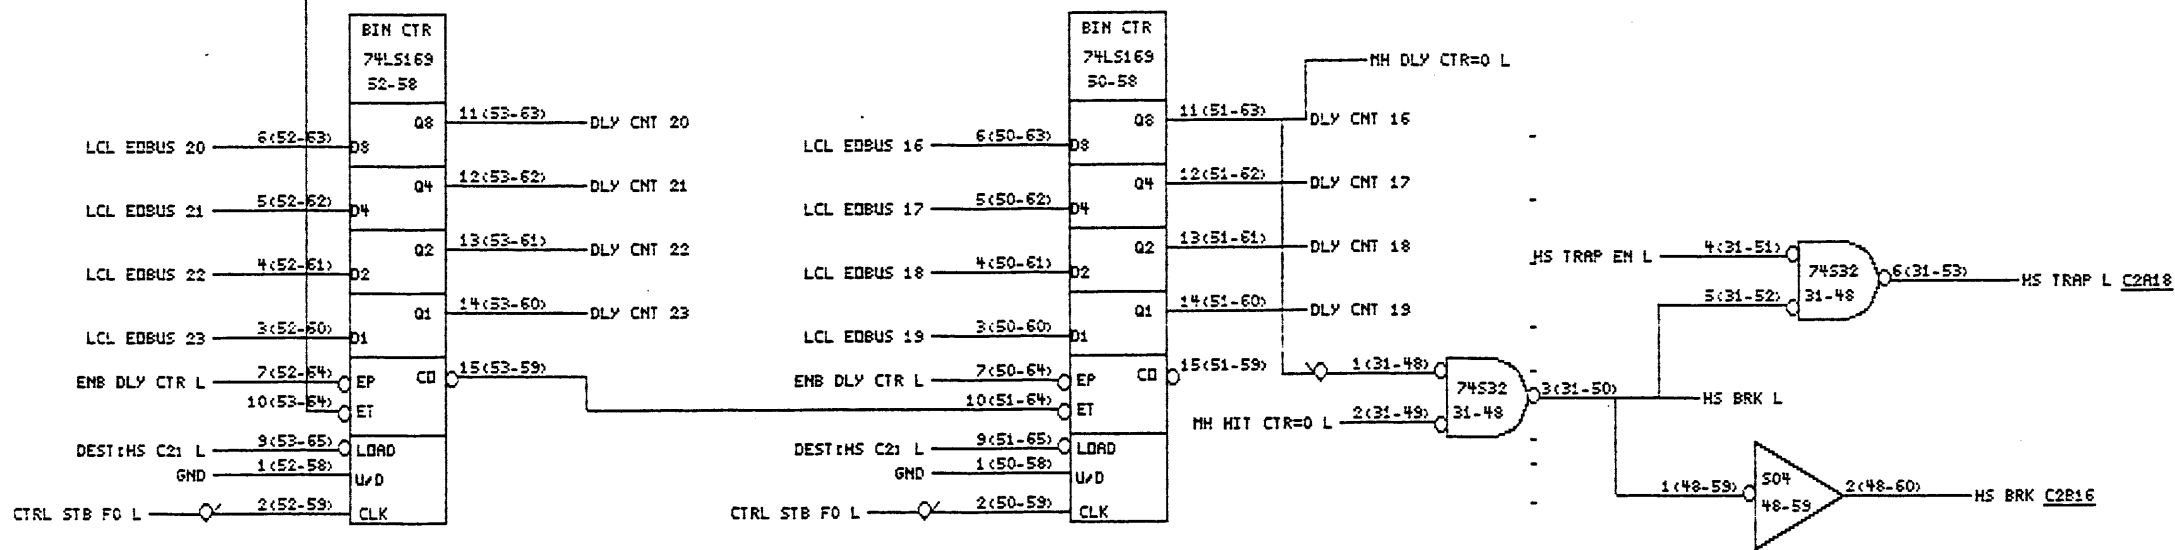 BIN CTR
74LS169
52-58
LCL EDBUS 20 6(52-63) D8
Q8 11(53-63) DLY CNT 20
LCL EDBUS 21 5(52-62) D4
Q4 12(53-62) DLY CNT 21
LCL EDBUS 22 4(52-61) D2
Q2 13(53-61) DLY CNT 22
LCL EDBUS 23 3(52-60) D1
Q1 14(53-60) DLY CNT 23
ENB DLY CTR L 7(52-64) EP
CO 15(53-59)
10(53-64) ET
DEST:HS C2; L 9(53-65) LOAD
GND 1(52-58) U/D
CTRL STB FO L 2(52-59) CLK
BIN CTR
74LS169
50-58
MH DLY CTR=0 L
LCL EDBUS 16 6(50-63) D8
Q8 11(51-63) DLY CNT 16
LCL EDBUS 17 5(50-62) D4
Q4 12(51-62) DLY CNT 17
LCL EDBUS 18 4(50-61) D2
Q2 13(51-61) DLY CNT 18
LCL EDBUS 19 3(50-60) D1
Q1 14(51-60) DLY CNT 19
ENB DLY CTR L 7(50-64) EP
CO 15(51-59)
10(51-64) ET
DEST:HS C2; L 9(51-65) LOAD
GND 1(50-58) U/D
CTRL STB FO L 2(50-59) CLK
1(31-48)
MH HIT CTR=0 L 2(31-49)
74S32
31-48
3(31-50) HS BRK L
HS TRAP EN L 4(31-51)
5(31-52)
74S32
31-48
6(31-53) HS TRAP L C2A18
1(48-59)
S04
48-59
2(48-60) HS BRK C2B16